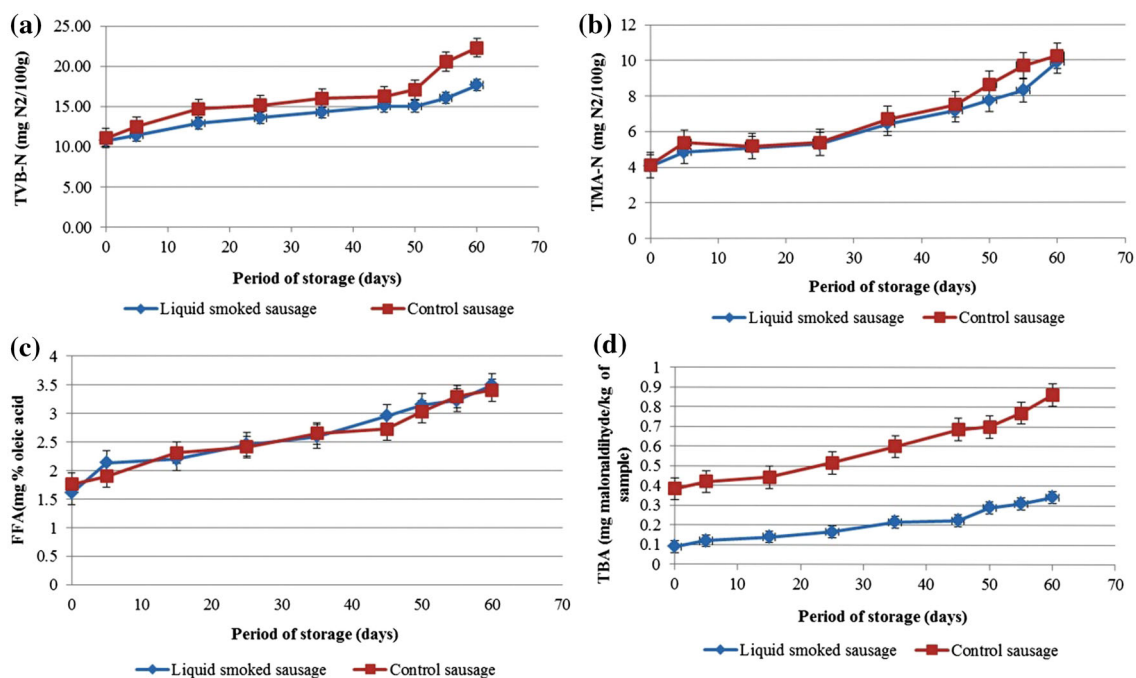 (a)
TVB-N (mg N2/100g)
25.00
20.00
15.00
10.00
5.00
0.00
0 10 20 30 40 50 60 70
Period of storage (days)
Liquid smoked sausage Control sausage
(b)
TMA-N (mg N2/100g)
12
10
8
6
4
2
0
0 10 20 30 40 50 60 70
Period of storage (days)
Liquid smoked sausage Control sausage
(c)
FFA(mg % oleic acid
4
3.5
3
2.5
2
1.5
1
0.5
0
0 10 20 30 40 50 60 70
Period of storage (days)
Liquid smoked sausage Control sausage
(d)
TBA (mg malonaldihyde/kg of
sample)
1
0.9
0.8
0.7
0.6
0.5
0.4
0.3
0.2
0.1
0
0 10 20 30 40 50 60 70
Period of storage (days)
Liquid smoked sausage Control sausage